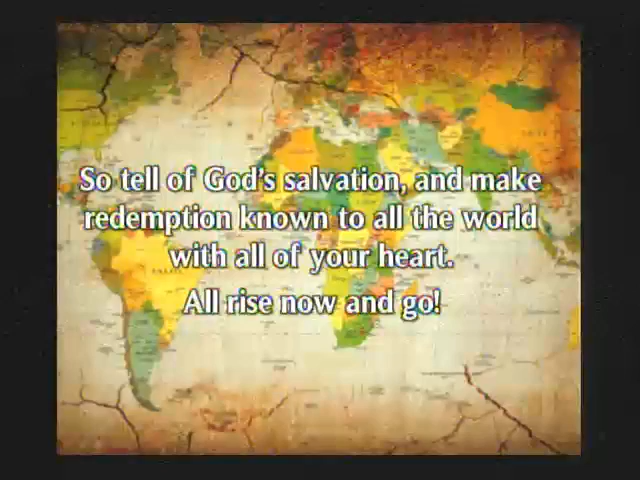 So tell of God's salvation, and make
redemption known to all the world
with all of your heart.
All rise now and go!